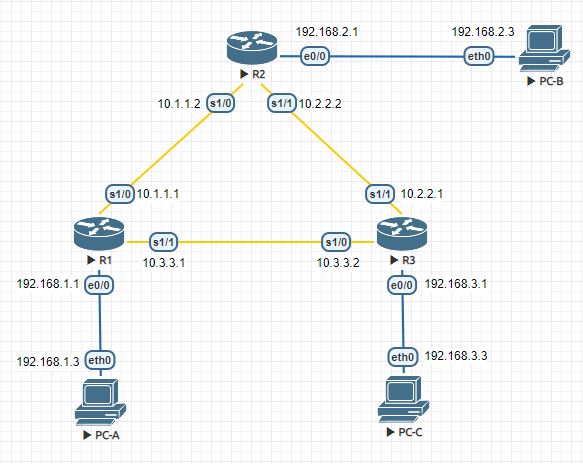 192.168.2.1
192.168.2.3
e0/0
eth0
R2
PC-B
10.1.1.2
s1/0
s1/1
10.2.2.2
s1/0
10.1.1.1
s1/1
10.2.2.1
s1/1
s1/0
R1
10.3.3.1
10.3.3.2
R3
192.168.1.1
e0/0
e0/0
192.168.3.1
192.168.1.3
eth0
eth0
192.168.3.3
PC-A
PC-C